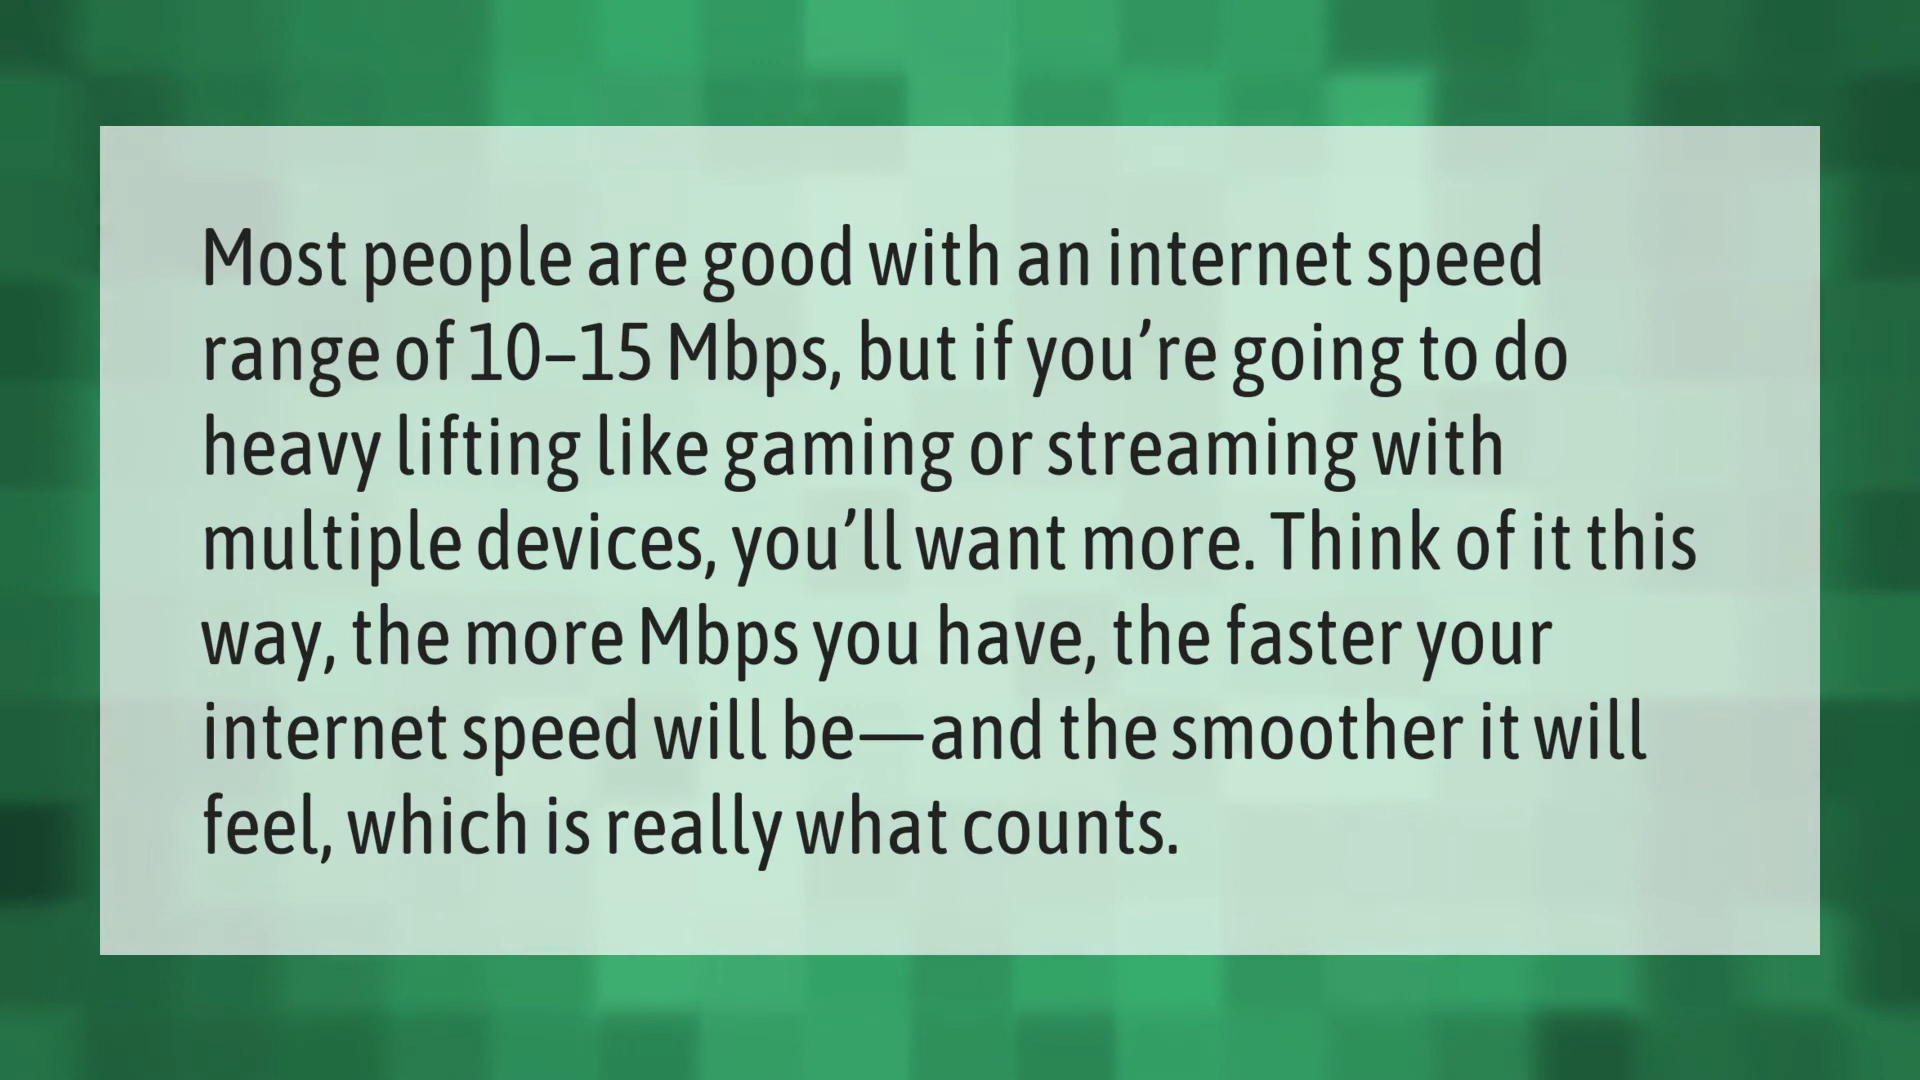 Most people are good with an internet speed
range of 10–15 Mbps, but if you’re going to do
heavy lifting like gaming or streaming with
multiple devices, you’ll want more. Think of it this
way, the more Mbps you have, the faster your
internet speed will be—and the smoother it will
feel, which is really what counts.